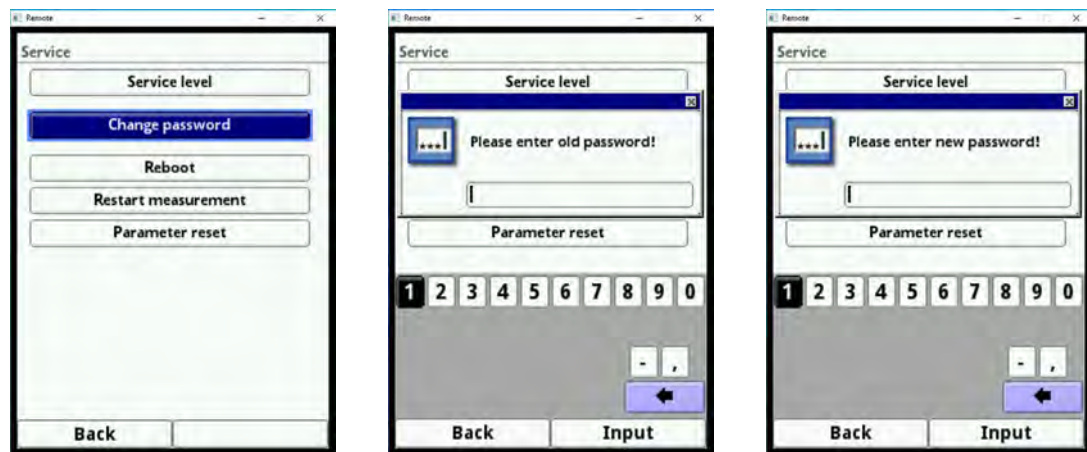 Remote
Service
Service level
Change password
Reboot
Restart measurement
Parameter reset
Back
Remote
Service
Service level
Please enter old password!
Parameter reset
1 2 3 4 5 6 7 8 9 0
- ,
Back Input
Remote
Service
Service level
Please enter new password!
Parameter reset
1 2 3 4 5 6 7 8 9 0
- ,
Back Input